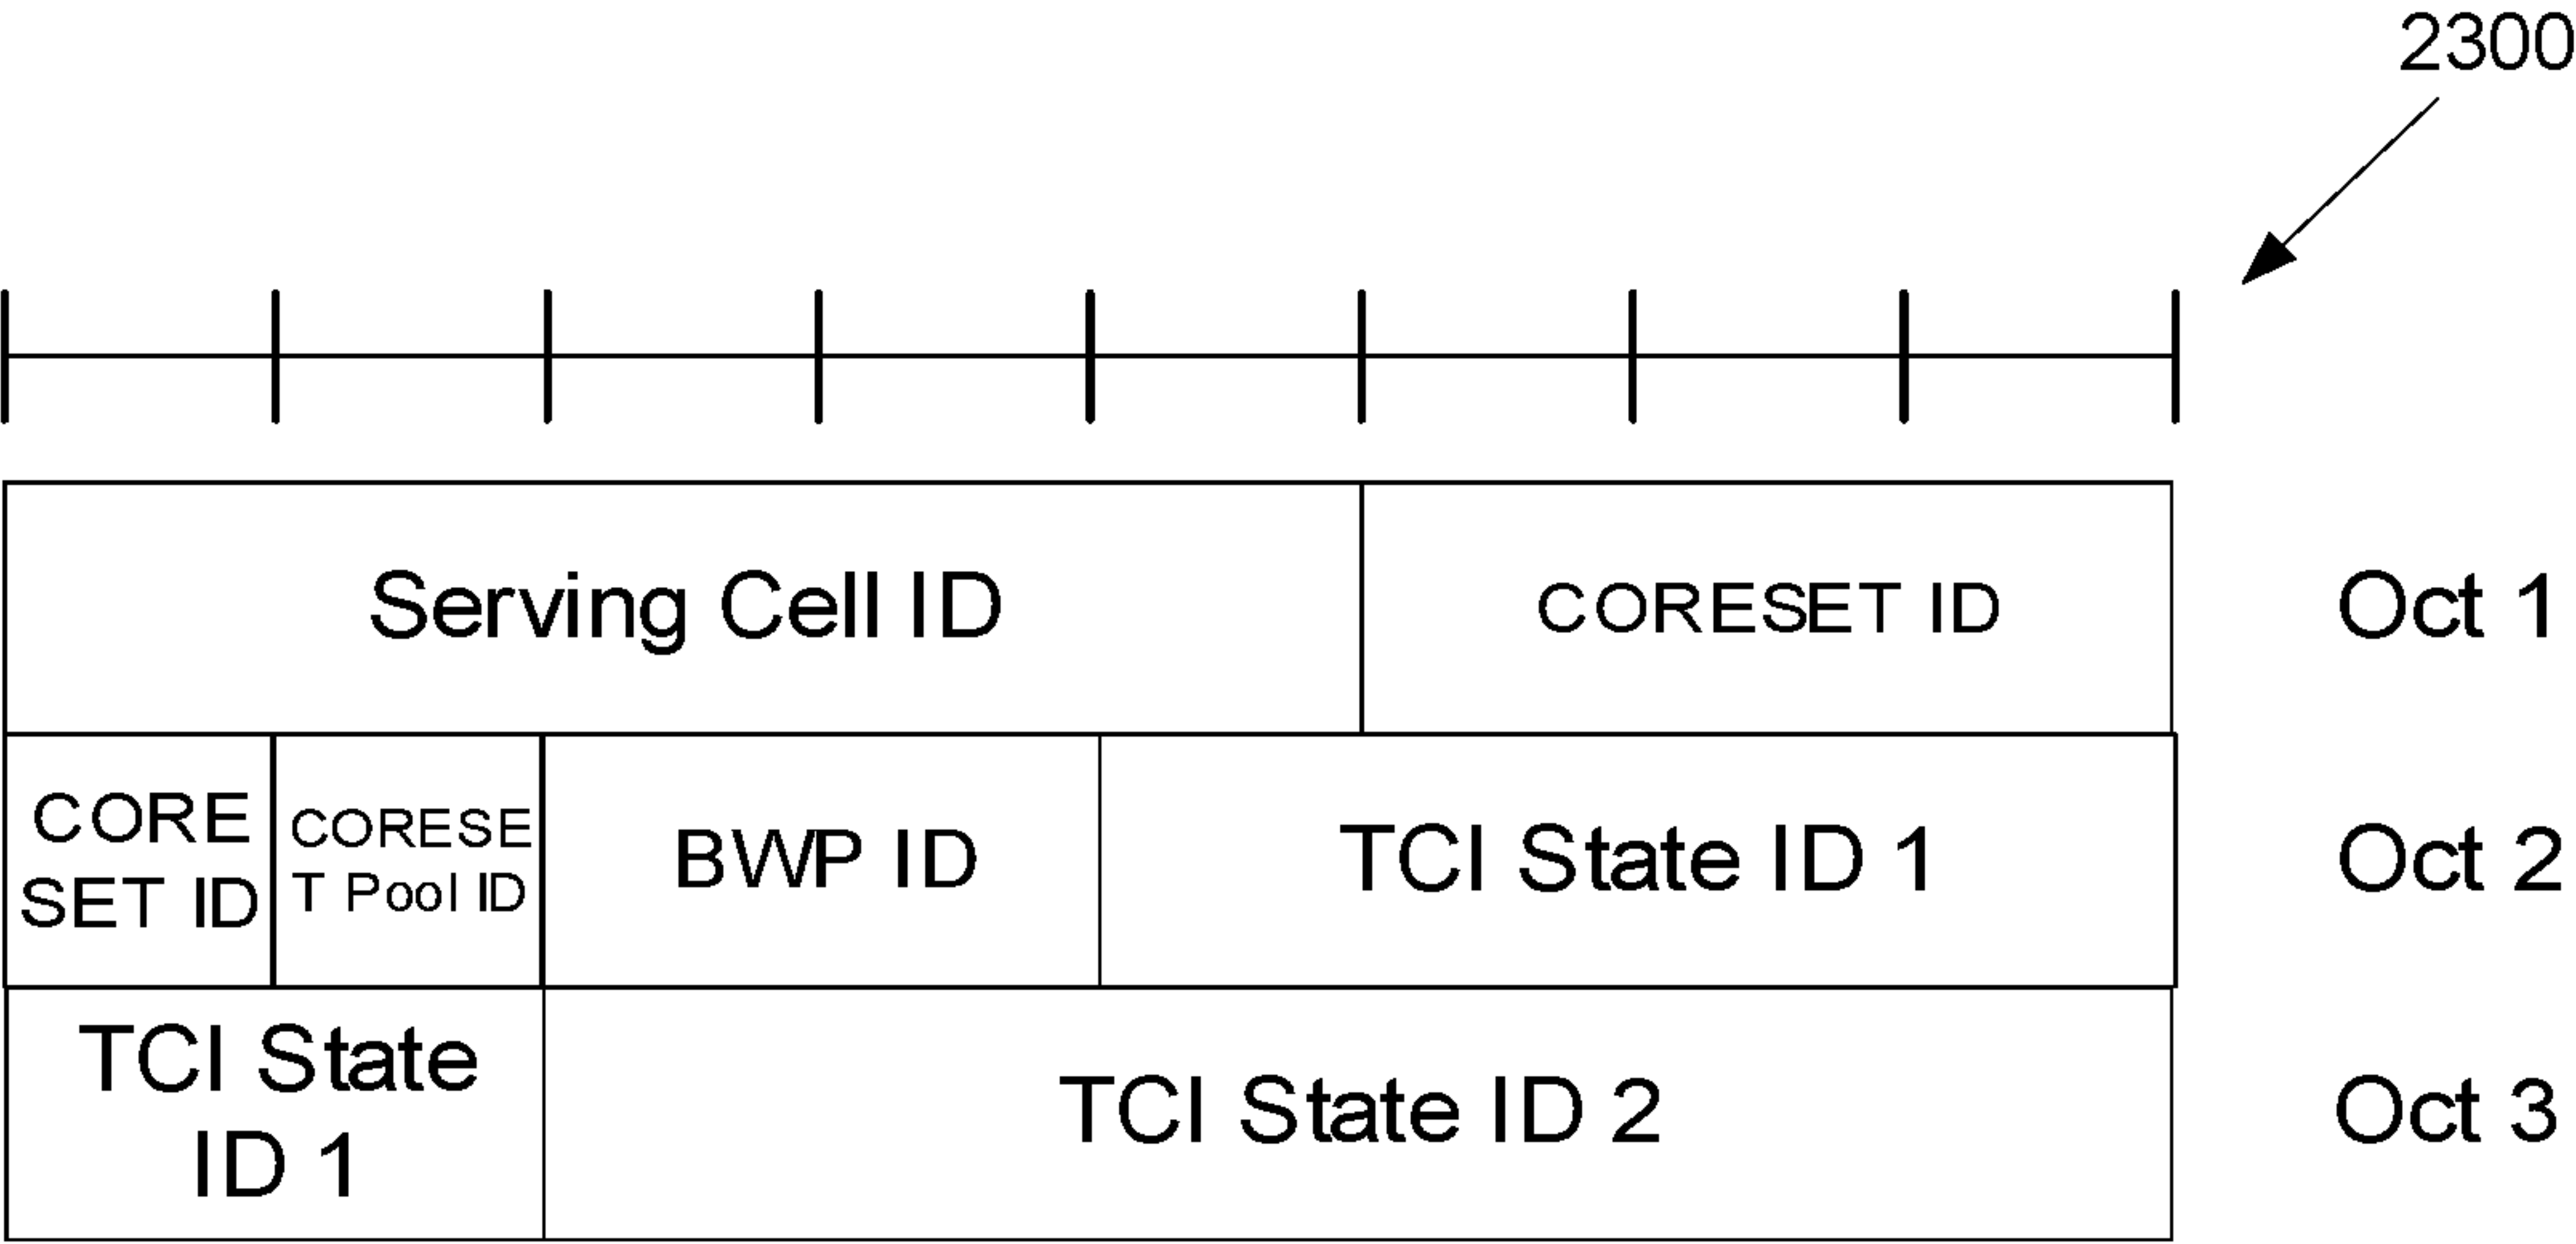 2300
Serving Cell ID
CORESET ID
Oct 1
CORE
SET ID
CORESE
T Pool ID
BWP ID
TCI State ID 1
Oct 2
TCI State
ID 1
TCI State ID 2
Oct 3